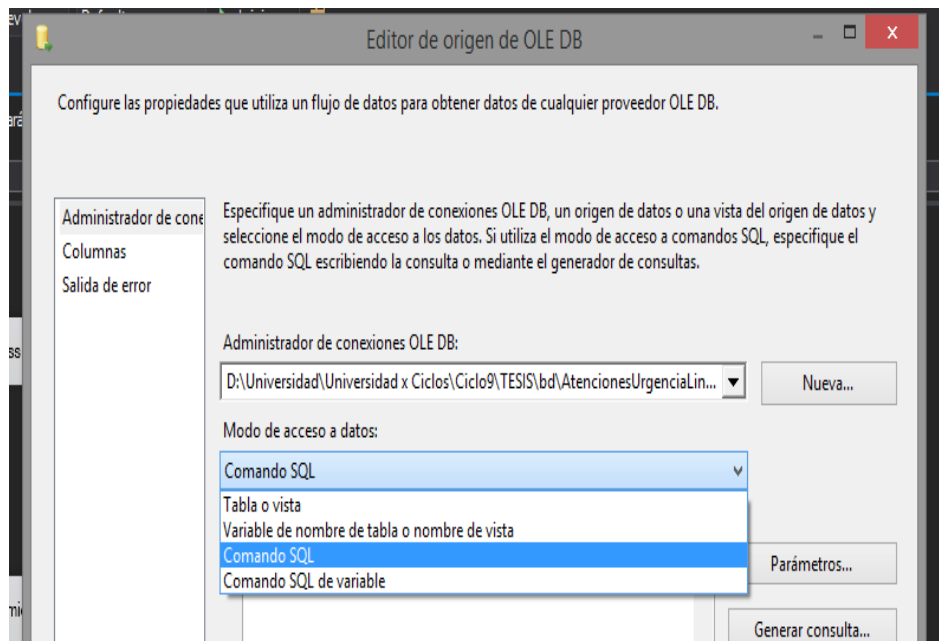 Editor de origen de OLE DB
Configure las propiedades que utiliza un flujo de datos para obtener datos de cualquier proveedor OLE DB.
Administrador de cone
Columnas
Salida de error
Especifique un administrador de conexiones OLE DB, un origen de datos o una vista del origen de datos y
seleccione el modo de acceso a los datos. Si utiliza el modo de acceso a comandos SQL, especifique el
comando SQL escribiendo la consulta o mediante el generador de consultas.
Administrador de conexiones OLE DB:
D:\Universidad\Universidad x Ciclos\Ciclo9\TESIS\bd\AtencionesUrgenciaLin...
Nueva...
Modo de acceso a datos:
Comando SQL
Tabla o vista
Variable de nombre de tabla o nombre de vista
Comando SQL
Comando SQL de variable
Parámetros...
Generar consulta...